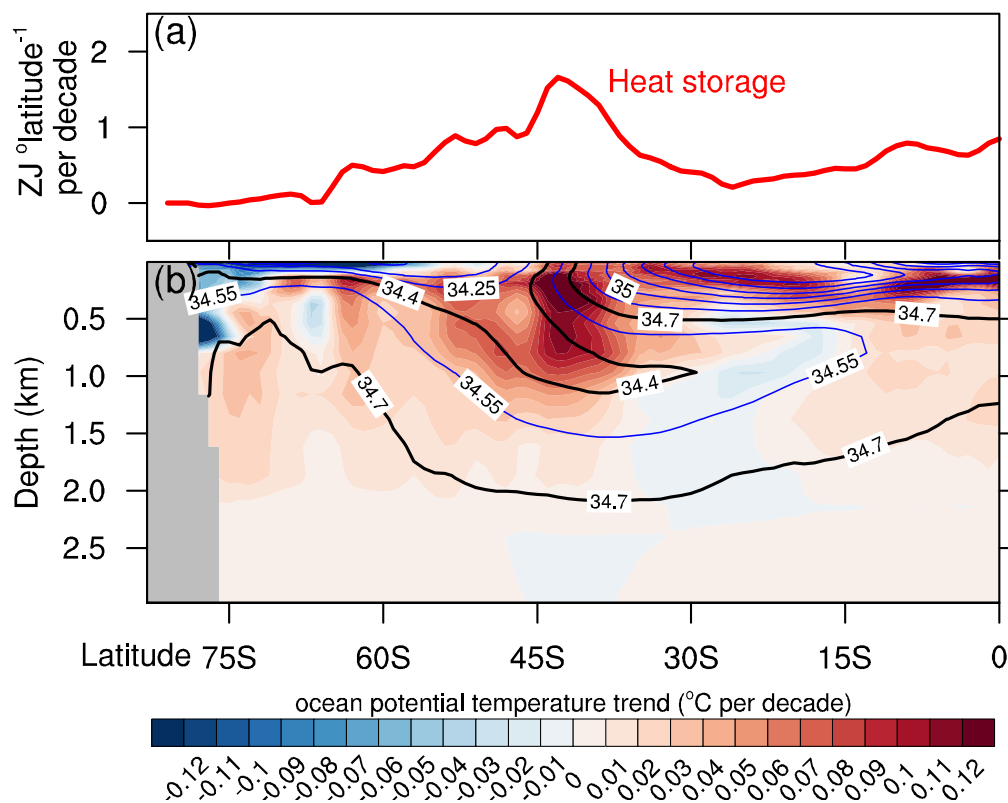 (a)
ZJ °latitude⁻¹
per decade
2
1
0
Heat storage
(b)
Depth (km)
0.5
1.0
1.5
2.0
2.5
34.55
34.4
34.25
35
34.7
34.7
34.4
34.55
34.55
34.7
34.7
34.7
Latitude 75S 60S 45S 30S 15S 0
ocean potential temperature trend (°C per decade)
-0.12 -0.11 -0.1 -0.09 -0.08 -0.07 -0.06 -0.05 -0.04 -0.03 -0.02 -0.01 0 0.01 0.02 0.03 0.04 0.05 0.06 0.07 0.08 0.09 0.1 0.11 0.12